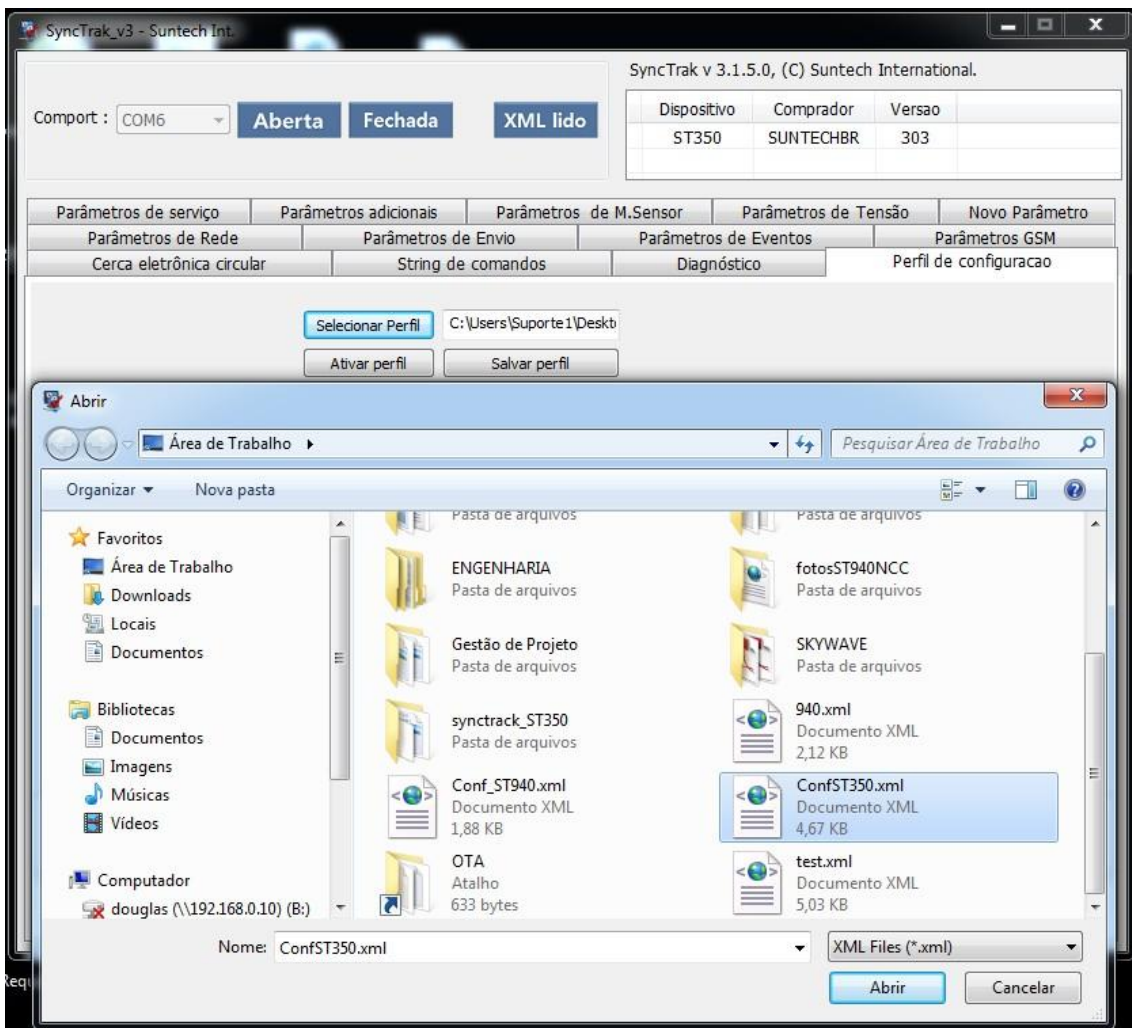 SyncTrak_v3 - Suntech Int.
SyncTrak v 3.1.5.0, (C) Suntech International.
Comport : COM6 Aberta Fechada XML lido
Dispositivo Comprador Versao
ST350 SUNTECHBR 303
Parâmetros de serviço Parâmetros adicionais Parâmetros de M.Sensor Parâmetros de Tensão Novo Parâmetro
Parâmetros de Rede Parâmetros de Envio Parâmetros de Eventos Parâmetros GSM
Cerca eletrônica circular String de comandos Diagnóstico Perfil de configuracao
Selecionar Perfil C:\Users\Suporte1\Deskt
Ativar perfil Salvar perfil
Abrir
Área de Trabalho Pesquisar Área de Trabalho
Organizar Nova pasta
Favoritos
Área de Trabalho
Downloads
Locais
Documentos
Bibliotecas
Documentos
Imagens
Músicas
Vídeos
Computador
douglas (\\192.168.0.10) (B:)
Pasta de arquivos Pasta de arquivos
ENGENHARIA fotosST940NCC
Pasta de arquivos Pasta de arquivos
Gestão de Projeto SKYWAVE
Pasta de arquivos Pasta de arquivos
synctrack_ST350
Pasta de arquivos
940.xml
Documento XML
2,12 KB
Conf_ST940.xml ConfST350.xml
Documento XML Documento XML
1,88 KB 4,67 KB
OTA test.xml
Atalho Documento XML
633 bytes 5,03 KB
Nome: ConfST350.xml XML Files (*.xml)
Abrir Cancelar